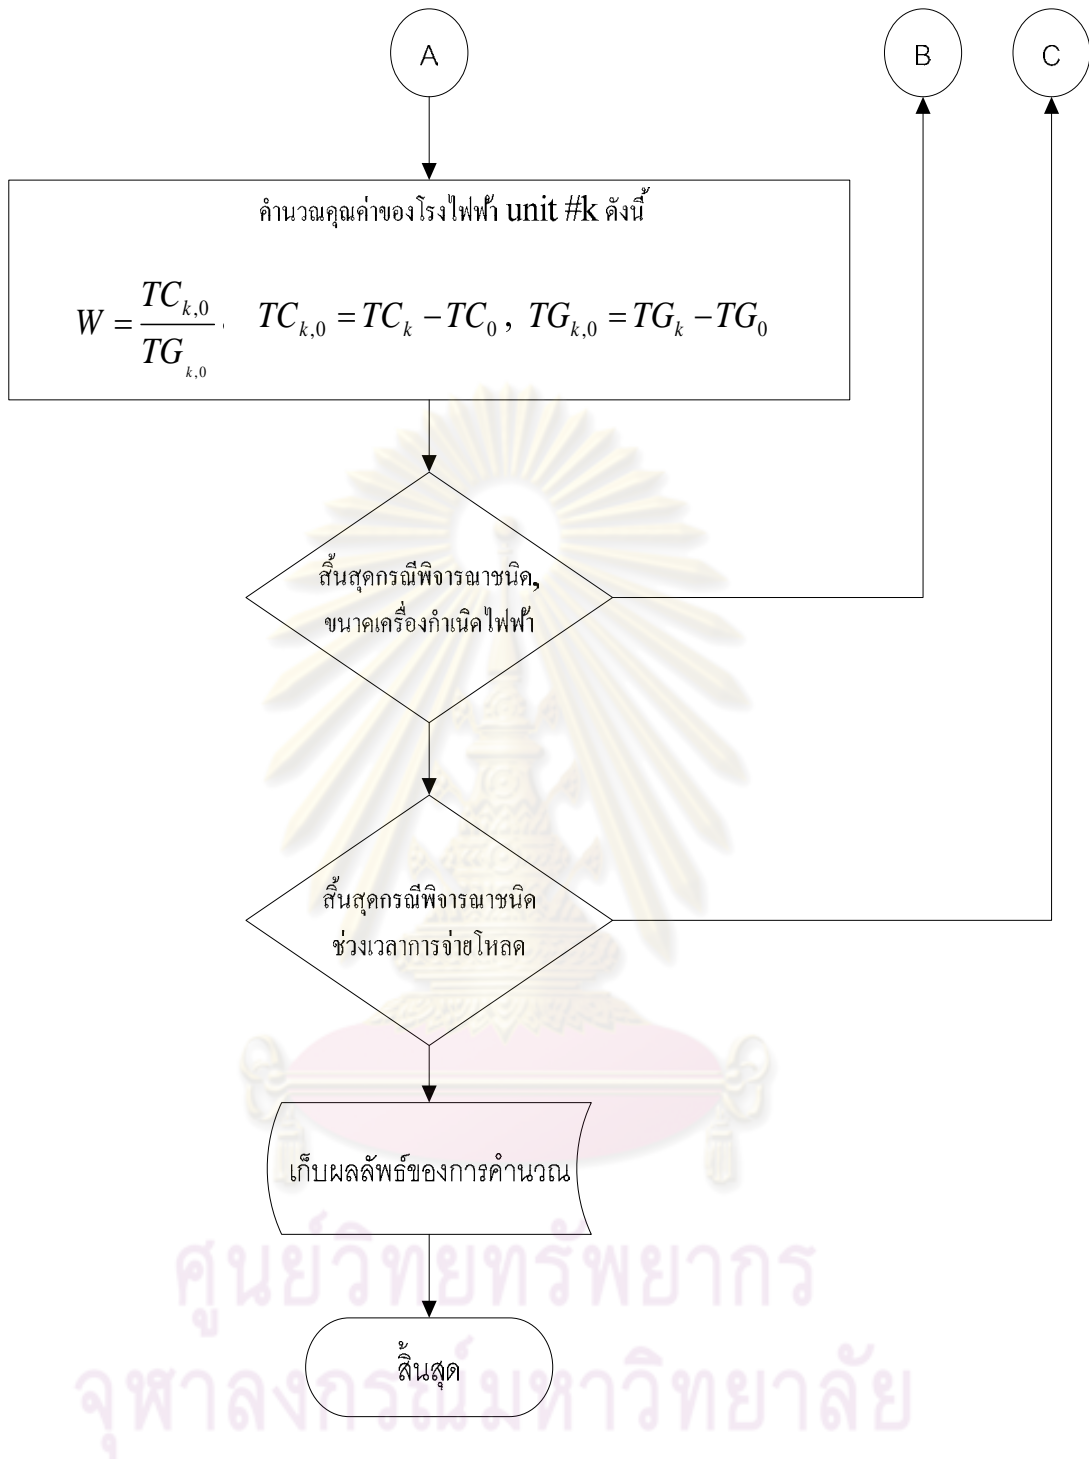 A
B
C
คำนวณคุณค่าของโรงไฟฟ้า unit #k ดังนี้
W = TC_{k,0} / TG_{k,0} , TC_{k,0} = TC_k − TC_0 , TG_{k,0} = TG_k − TG_0
สิ้นสุดกรณีพิจารณาชนิด,
ขนาดเครื่องกำเนิดไฟฟ้า
สิ้นสุดกรณีพิจารณาชนิด
ช่วงเวลาการจ่ายโหลด
เก็บผลลัพธ์ของการคำนวณ
สิ้นสุด
ศูนย์วิทยทรัพยากร
จุฬาลงกรณ์มหาวิทยาลัย